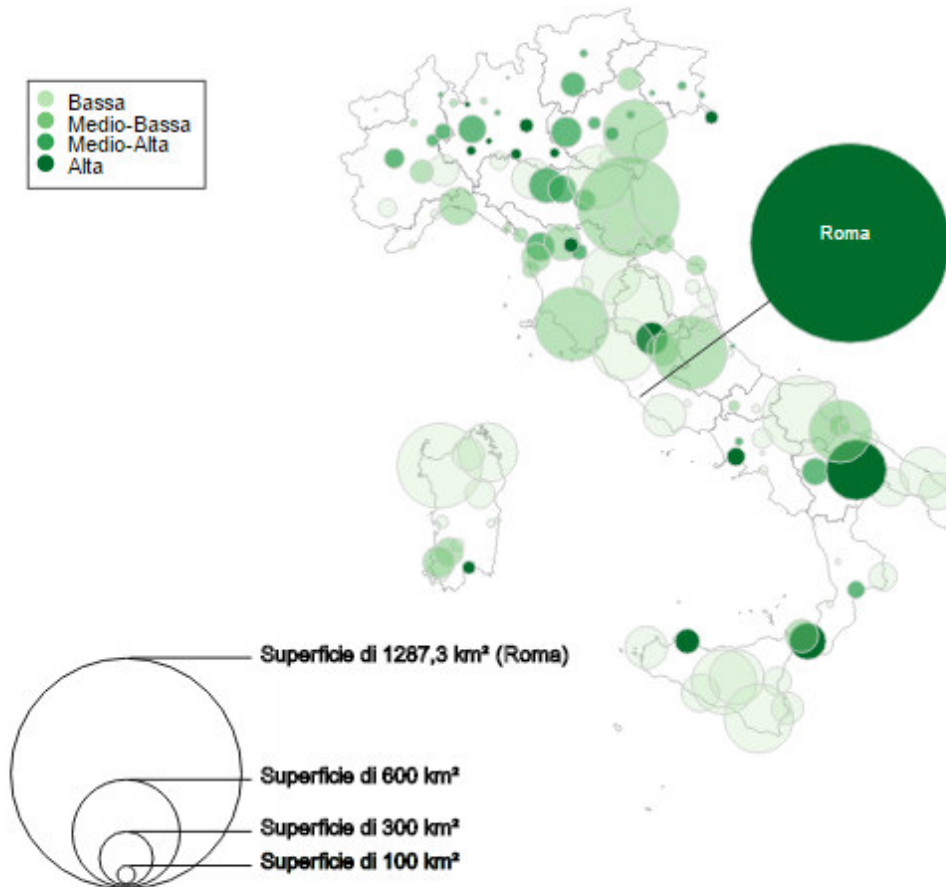 Bassa
Medio-Bassa
Medio-Alta
Alta
Roma
Superficie di 1287,3 km² (Roma)
Superficie di 600 km²
Superficie di 300 km²
Superficie di 100 km²